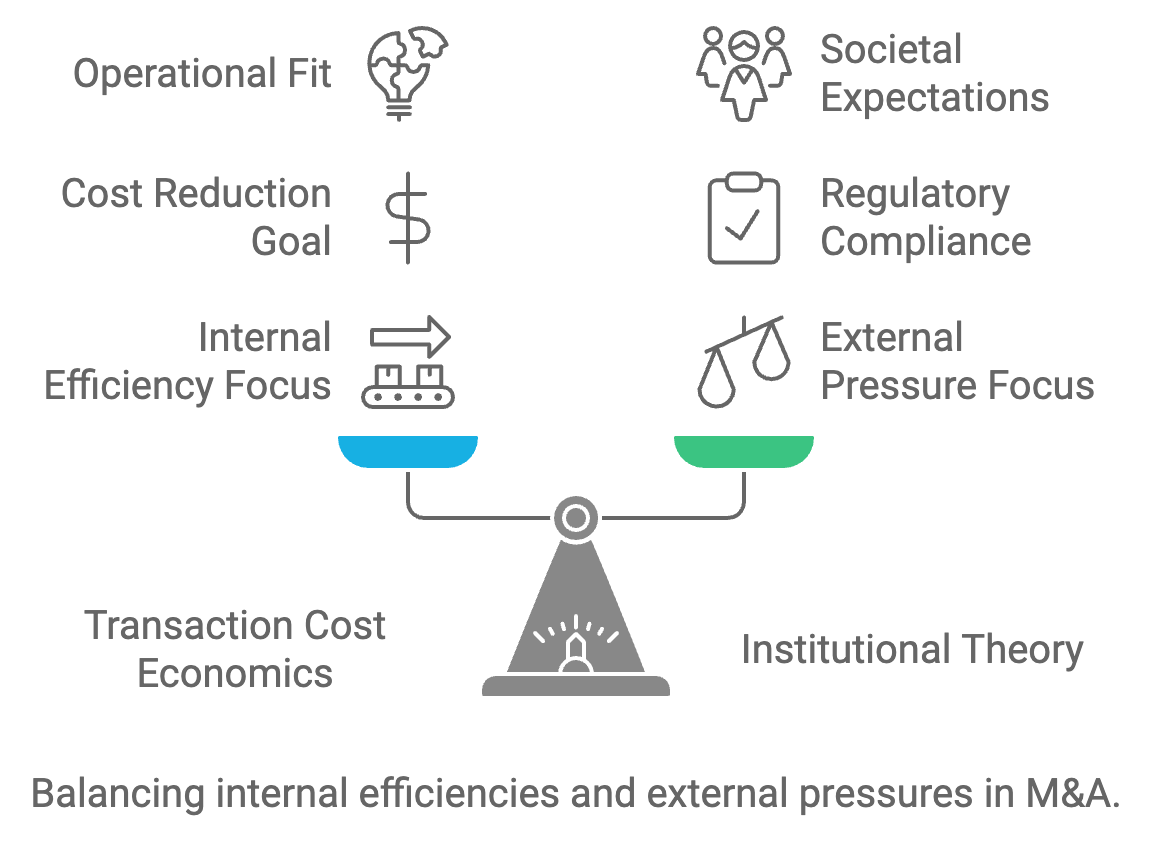 Operational Fit
Societal
Expectations
Cost Reduction
Goal
Regulatory
Compliance
Internal
Efficiency Focus
External
Pressure Focus
Transaction Cost
Economics
Institutional Theory
Balancing internal efficiencies and external pressures in M&A.